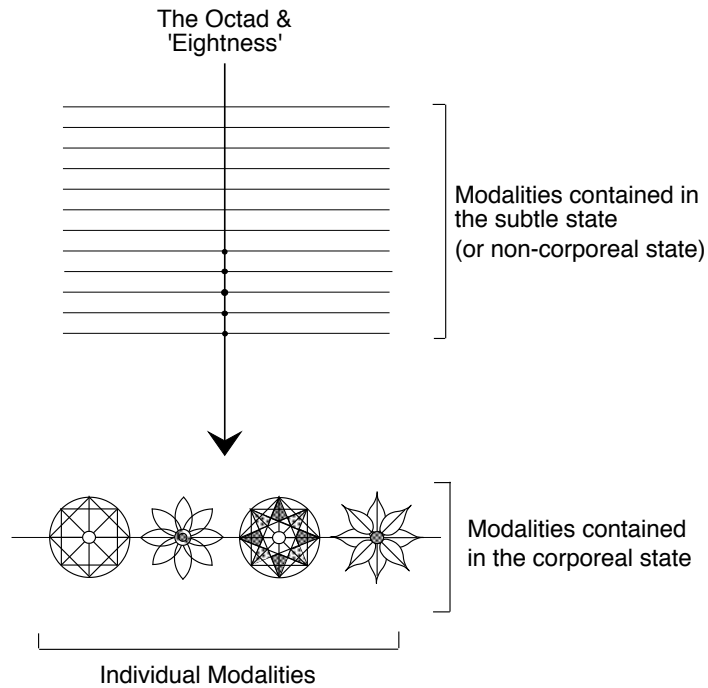 The Octad &
'Eightness'
Modalities contained in
the subtle state
(or non-corporeal state)
Modalities contained
in the corporeal state
Individual Modalities